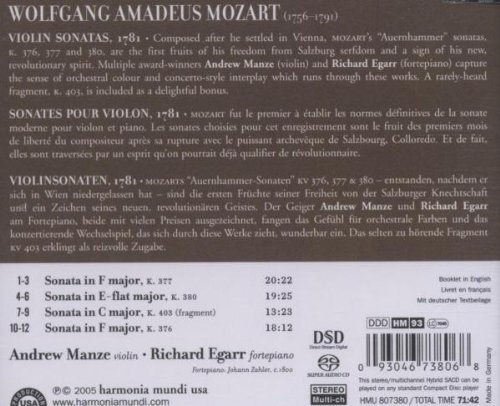 WOLFGANG AMADEUS MOZART (1756–1791)
VIOLIN SONATAS, 1781 • Composed after he settled in Vienna, MOZART's "Auernhammer" sonatas,
K. 376, 377 and 380, are the first fruits of his freedom from Salzburg serfdom and a sign of his new,
revolutionary spirit. Multiple award-winners Andrew Manze (violin) and Richard Egarr (fortepiano) capture
the sense of orchestral colour and concerto-style interplay which runs through these works. A rarely-heard
fragment, K. 403, is included as a delightful bonus.
SONATES POUR VIOLON, 1781 • MOZART fut le premier à établir les normes définitives de la sonate
moderne pour violon et piano. Les sonates choisies pour cet enregistrement sont le fruit des premiers mois
de liberté du compositeur après sa rupture avec le puissant archevêque de Salzbourg, Colloredo. Et de fait,
elles sont traversées par un esprit qu'on pourrait déjà qualifier de révolutionnaire.
VIOLINSONATEN, 1781 • MOZARTS "Auernhammer-Sonaten" KV 376, 377 & 380 – entstanden, nachdem er
sich in Wien niedergelassen hat – sind die ersten Früchte seiner Freiheit von der Salzburger Knechtschaft
und ein Zeichen seines neuen, revolutionären Geistes. Der Geiger Andrew Manze und Richard Egarr
am Fortepiano, beide mit vielen Preisen ausgezeichnet, fangen das Gefühl für orchestrale Farben und das
konzertierende Wechselspiel, das sich durch diese Werke zieht, wunderbar ein. Das selten zu hörende Fragment
KV 403 erklingt als reizvolle Zugabe.
1-3 Sonata in F major, K. 377 20:22
4-6 Sonata in E-flat major, K. 380 19:25
7-9 Sonata in C major, K. 403 (fragment) 13:23
10-12 Sonata in F major, K. 376 18:12
Andrew Manze violin • Richard Egarr fortepiano
Fortepiano: Johann Zahler, c.1802
PRODUCTION USA
℗ © 2005 harmonia mundi usa
www.harmoniamundi.com
DSD
Direct Stream Digital
SUPER AUDIO CD
Stereo
Multi-ch
Booklet in English
Livret en français
Mit deutscher Textbeilage
DDD HM 93 LC 7045
0 93046 73806 8
This stereo/multichannel Hybrid SACD can be played
on any standard Compact Disc player
HMU 807380 / TOTAL TIME 71:42